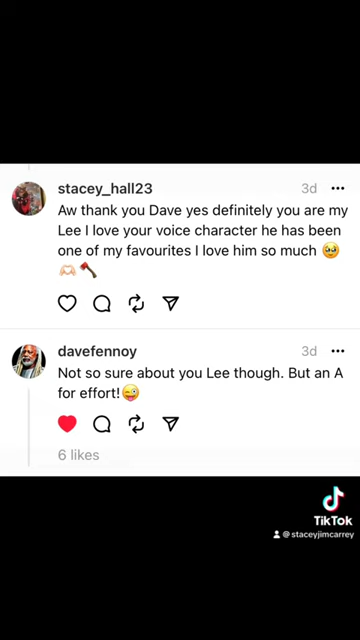 stacey_hall23 3d
Aw thank you Dave yes definitely you are my
Lee I love your voice character he has been
one of my favourites I love him so much 🥹
🫶🏻🪓
davefennoy 3d
Not so sure about you Lee though. But an A
for effort!😜
6 likes
TikTok
@staceyjimcarrey